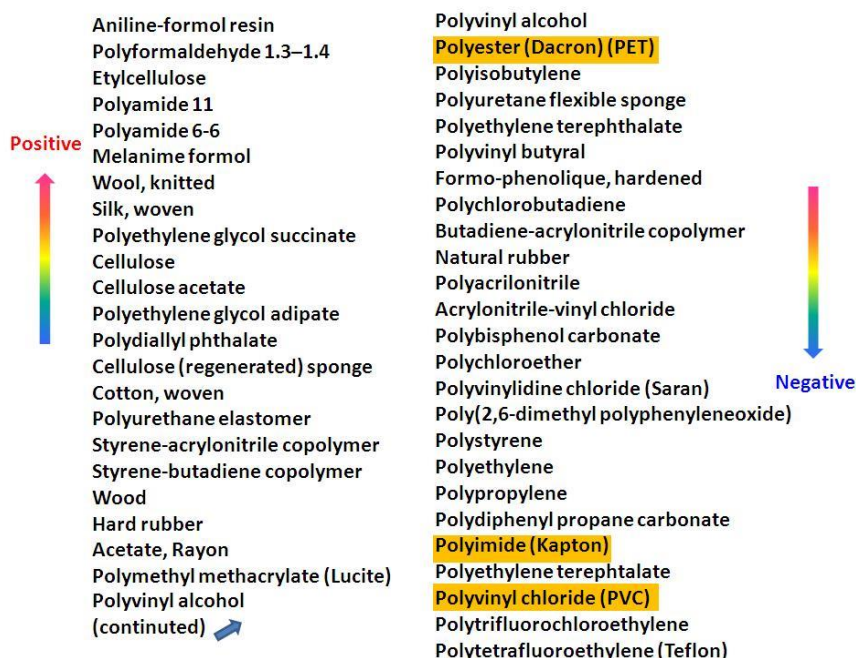 Aniline-formol resin
Polyformaldehyde 1.3–1.4
Etylcellulose
Polyamide 11
Polyamide 6-6
Positive
Melanime formol
Wool, knitted
Silk, woven
Polyethylene glycol succinate
Cellulose
Cellulose acetate
Polyethylene glycol adipate
Polydiallyl phthalate
Cellulose (regenerated) sponge
Cotton, woven
Polyurethane elastomer
Styrene-acrylonitrile copolymer
Styrene-butadiene copolymer
Wood
Hard rubber
Acetate, Rayon
Polymethyl methacrylate (Lucite)
Polyvinyl alcohol
(continuted)
Polyvinyl alcohol
Polyester (Dacron) (PET)
Polyisobutylene
Polyuretane flexible sponge
Polyethylene terephthalate
Polyvinyl butyral
Formo-phenolique, hardened
Polychlorobutadiene
Butadiene-acrylonitrile copolymer
Natural rubber
Polyacrilonitrile
Acrylonitrile-vinyl chloride
Polybisphenol carbonate
Polychloroether
Polyvinylidine chloride (Saran)
Negative
Poly(2,6-dimethyl polyphenyleneoxide)
Polystyrene
Polyethylene
Polypropylene
Polydiphenyl propane carbonate
Polyimide (Kapton)
Polyethylene terephtalate
Polyvinyl chloride (PVC)
Polytrifluorochloroethylene
Polytetrafluoroethylene (Teflon)